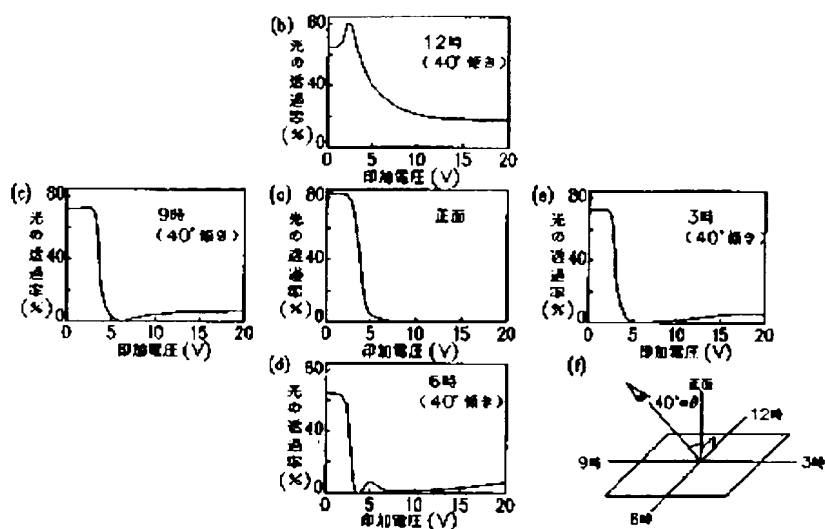 (b)
光の透過率(%)
80
40
0
12時
(40°傾き)
0 5 10 15 20
印加電圧(V)
(c)
光の透過率(%)
80
40
0
9時
(40°傾き)
0 5 10 15 20
印加電圧(V)
(a)
光の透過率(%)
80
40
0
正面
0 5 10 15 20
印加電圧(V)
(e)
光の透過率(%)
80
40
0
3時
(40°傾き)
0 5 10 15 20
印加電圧(V)
(d)
光の透過率(%)
80
40
0
6時
(40°傾き)
0 5 10 15 20
印加電圧(V)
(f)
正面
40°=θ
12時
9時
3時
6時